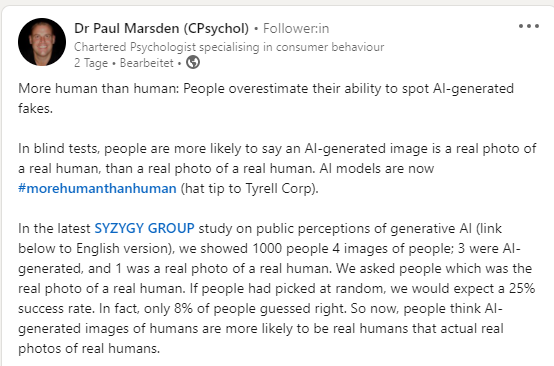 Dr Paul Marsden (CPsychol) • Follower:in
Chartered Psychologist specialising in consumer behaviour
2 Tage • Bearbeitet •
More human than human: People overestimate their ability to spot AI-generated
fakes.
In blind tests, people are more likely to say an AI-generated image is a real photo of
a real human, than a real photo of a real human. AI models are now
#morehumanthanhuman (hat tip to Tyrell Corp).
In the latest SYZYGY GROUP study on public perceptions of generative AI (link
below to English version), we showed 1000 people 4 images of people; 3 were AI-
generated, and 1 was a real photo of a real human. We asked people which was the
real photo of a real human. If people had picked at random, we would expect a 25%
success rate. In fact, only 8% of people guessed right. So now, people think AI-
generated images of humans are more likely to be real humans that actual real
photos of real humans.